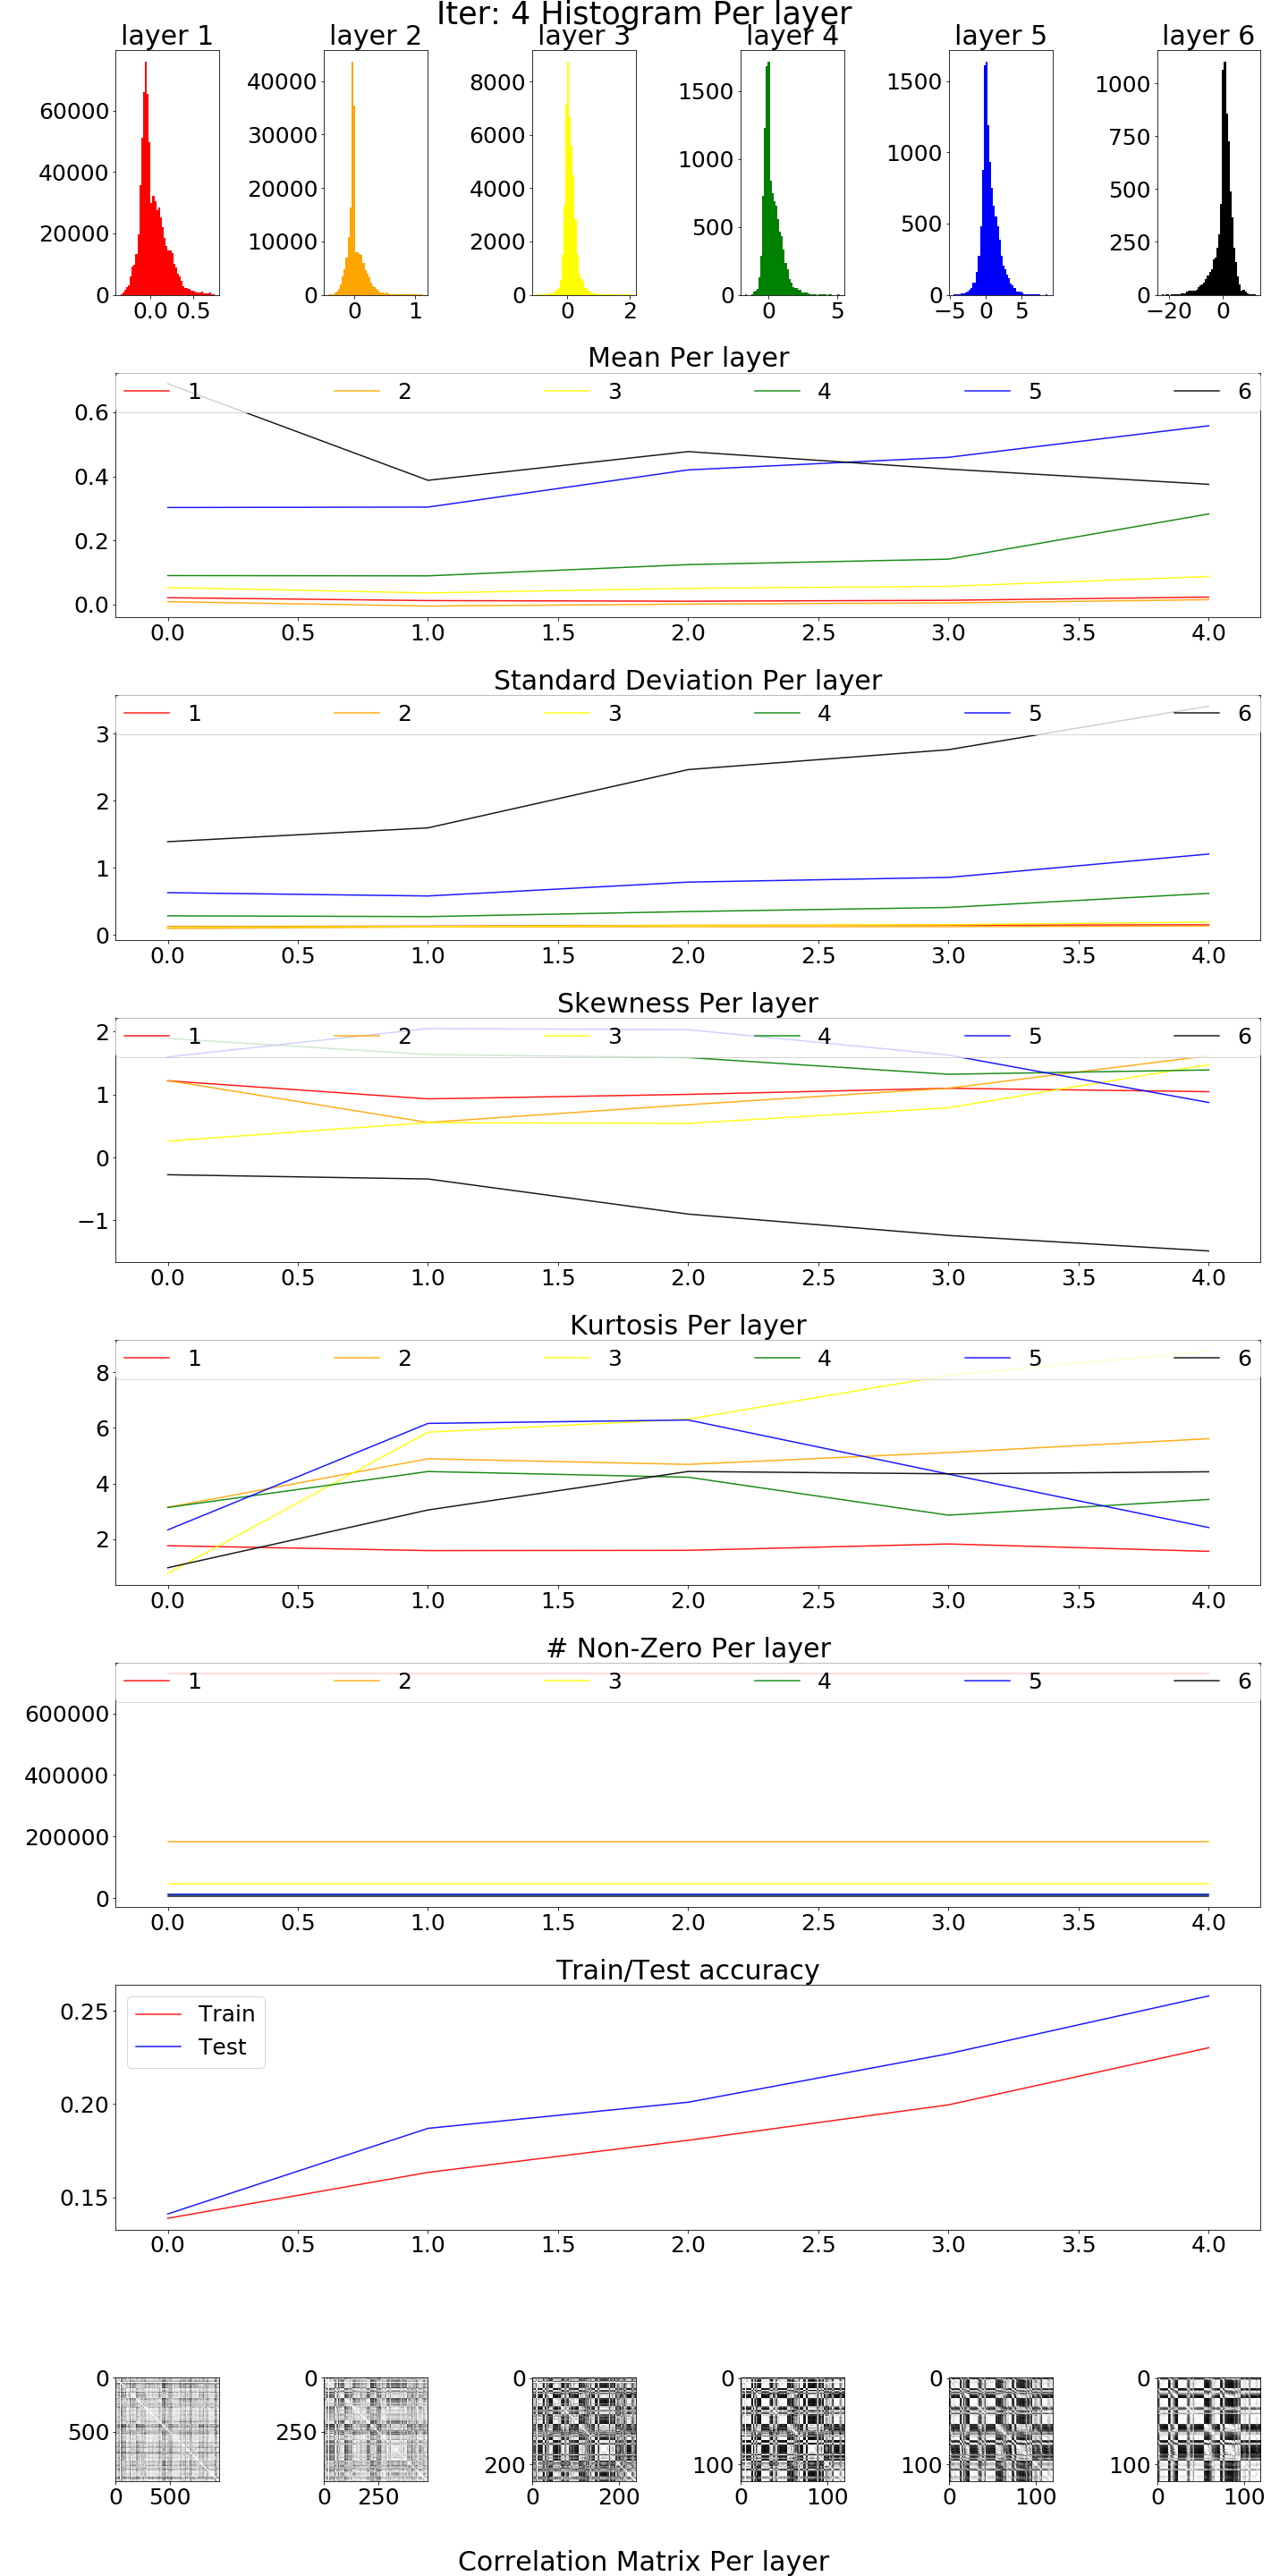 Iter: 4 Histogram Per layer
layer 1 layer 2 layer 3 layer 4 layer 5 layer 6
60000 40000 20000 0
0.0 0.5
40000 30000 20000 10000 0
0 1
8000 6000 4000 2000 0
0 2
1500 1000 500 0
0 5
1500 1000 500 0
−5 0 5
1000 750 500 250 0
−20 0
Mean Per layer
1 2 3 4 5 6
0.6
0.4
0.2
0.0
0.0 0.5 1.0 1.5 2.0 2.5 3.0 3.5 4.0
Standard Deviation Per layer
1 2 3 4 5 6
3
2
1
0
0.0 0.5 1.0 1.5 2.0 2.5 3.0 3.5 4.0
Skewness Per layer
2
1 2 3 4 5 6
1
0
−1
0.0 0.5 1.0 1.5 2.0 2.5 3.0 3.5 4.0
Kurtosis Per layer
1 2 3 4 5 6
8
6
4
2
0.0 0.5 1.0 1.5 2.0 2.5 3.0 3.5 4.0
# Non-Zero Per layer
1 2 3 4 5 6
600000
400000
200000
0
0.0 0.5 1.0 1.5 2.0 2.5 3.0 3.5 4.0
Train/Test accuracy
Train
Test
0.25
0.20
0.15
0.0 0.5 1.0 1.5 2.0 2.5 3.0 3.5 4.0
0 500
0 500
0 250
0 250
0 200
0 200
0 100
0 100
0 100
0 100
0 100
0 100
Correlation Matrix Per layer